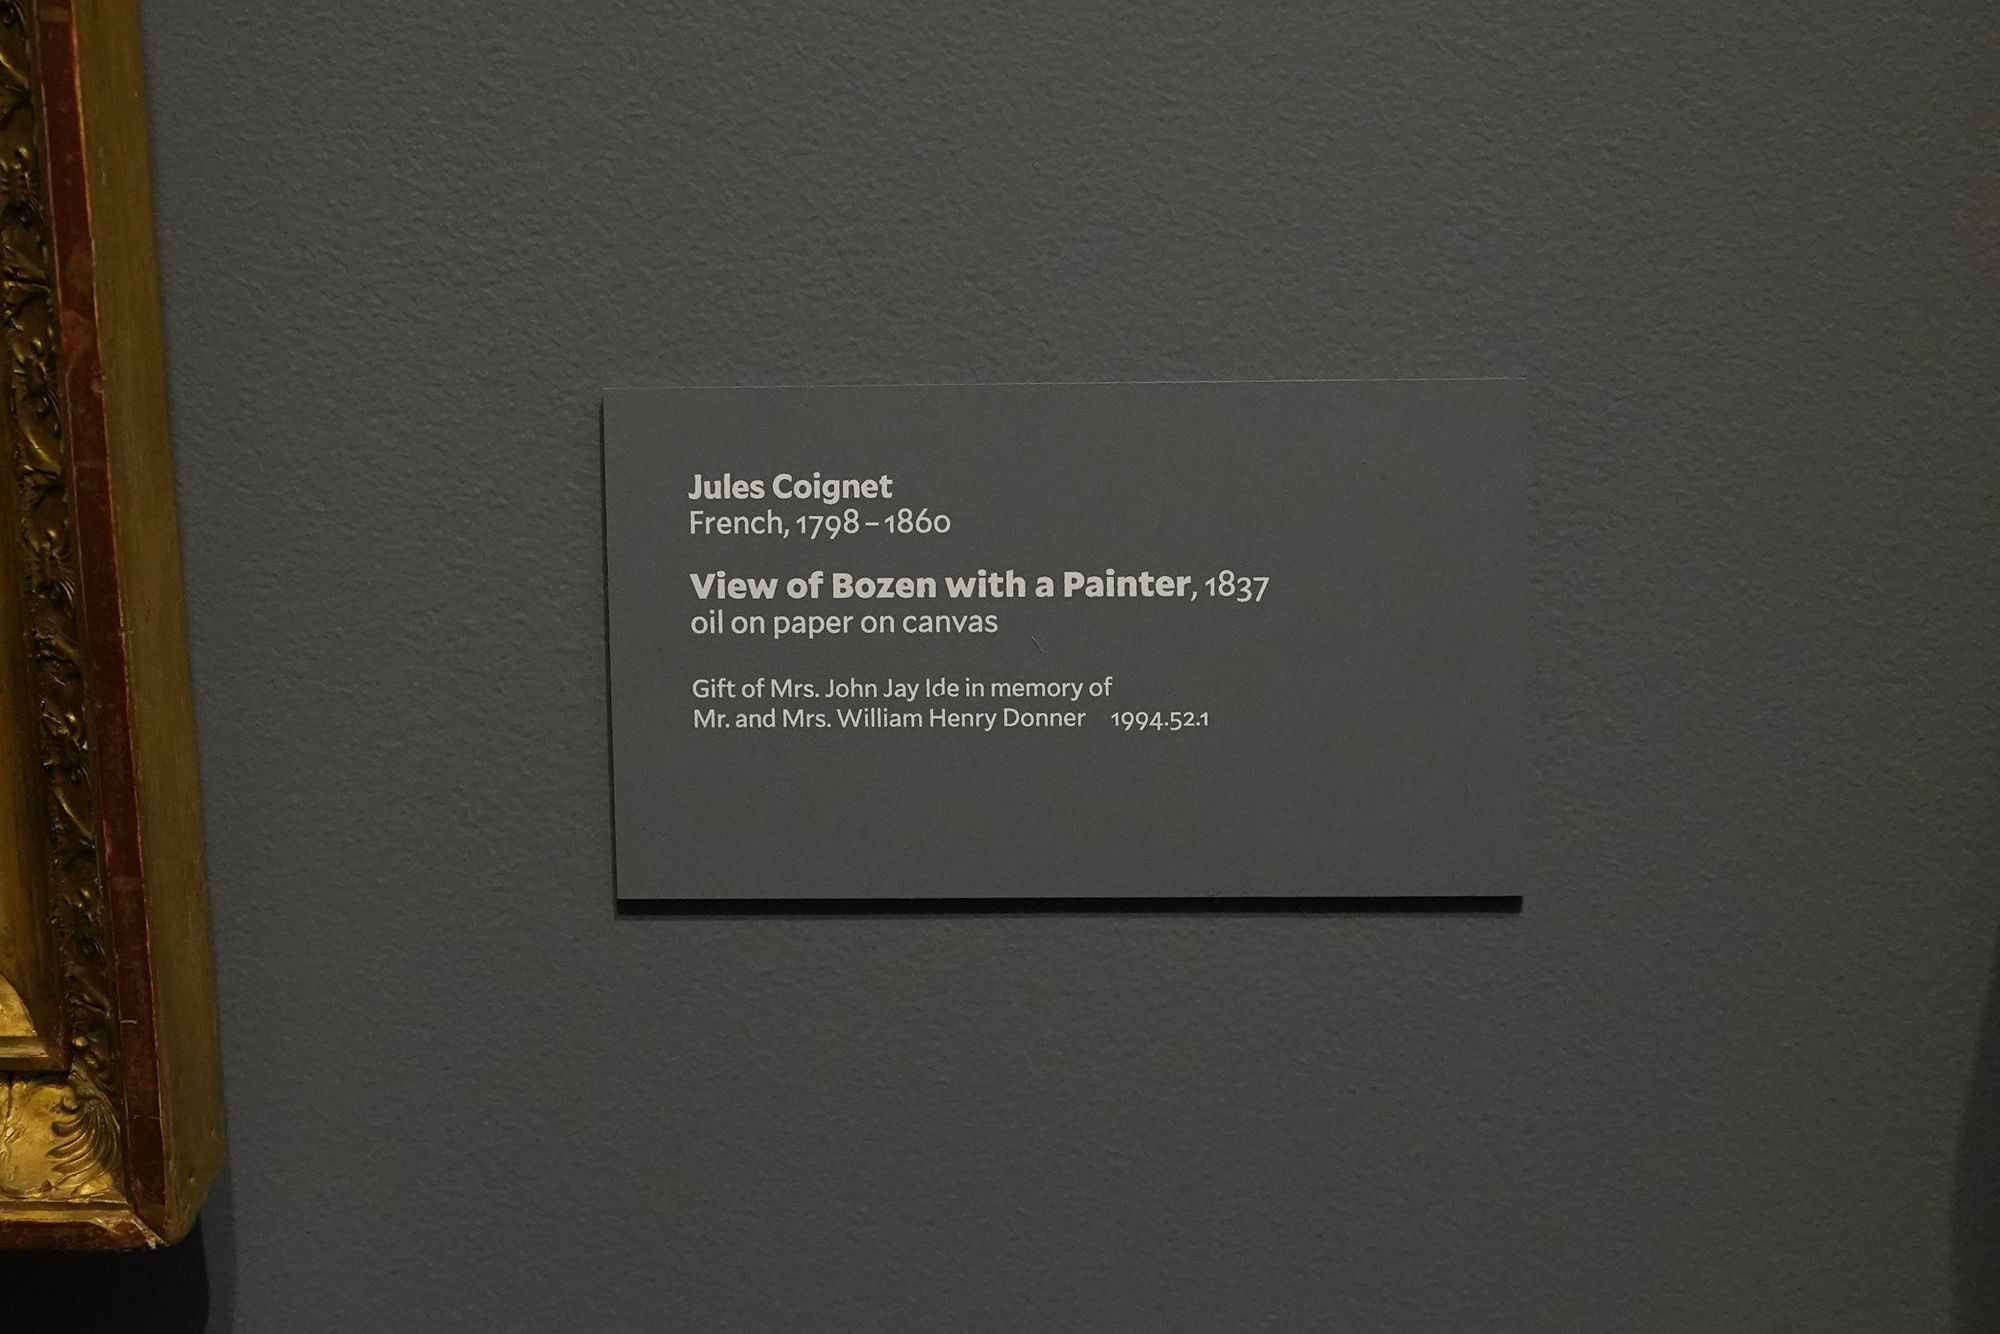 Jules Coignet
French, 1798–1860
View of Bozen with a Painter, 1837
oil on paper on canvas
Gift of Mrs. John Jay Ide in memory of
Mr. and Mrs. William Henry Donner 1994.52.1